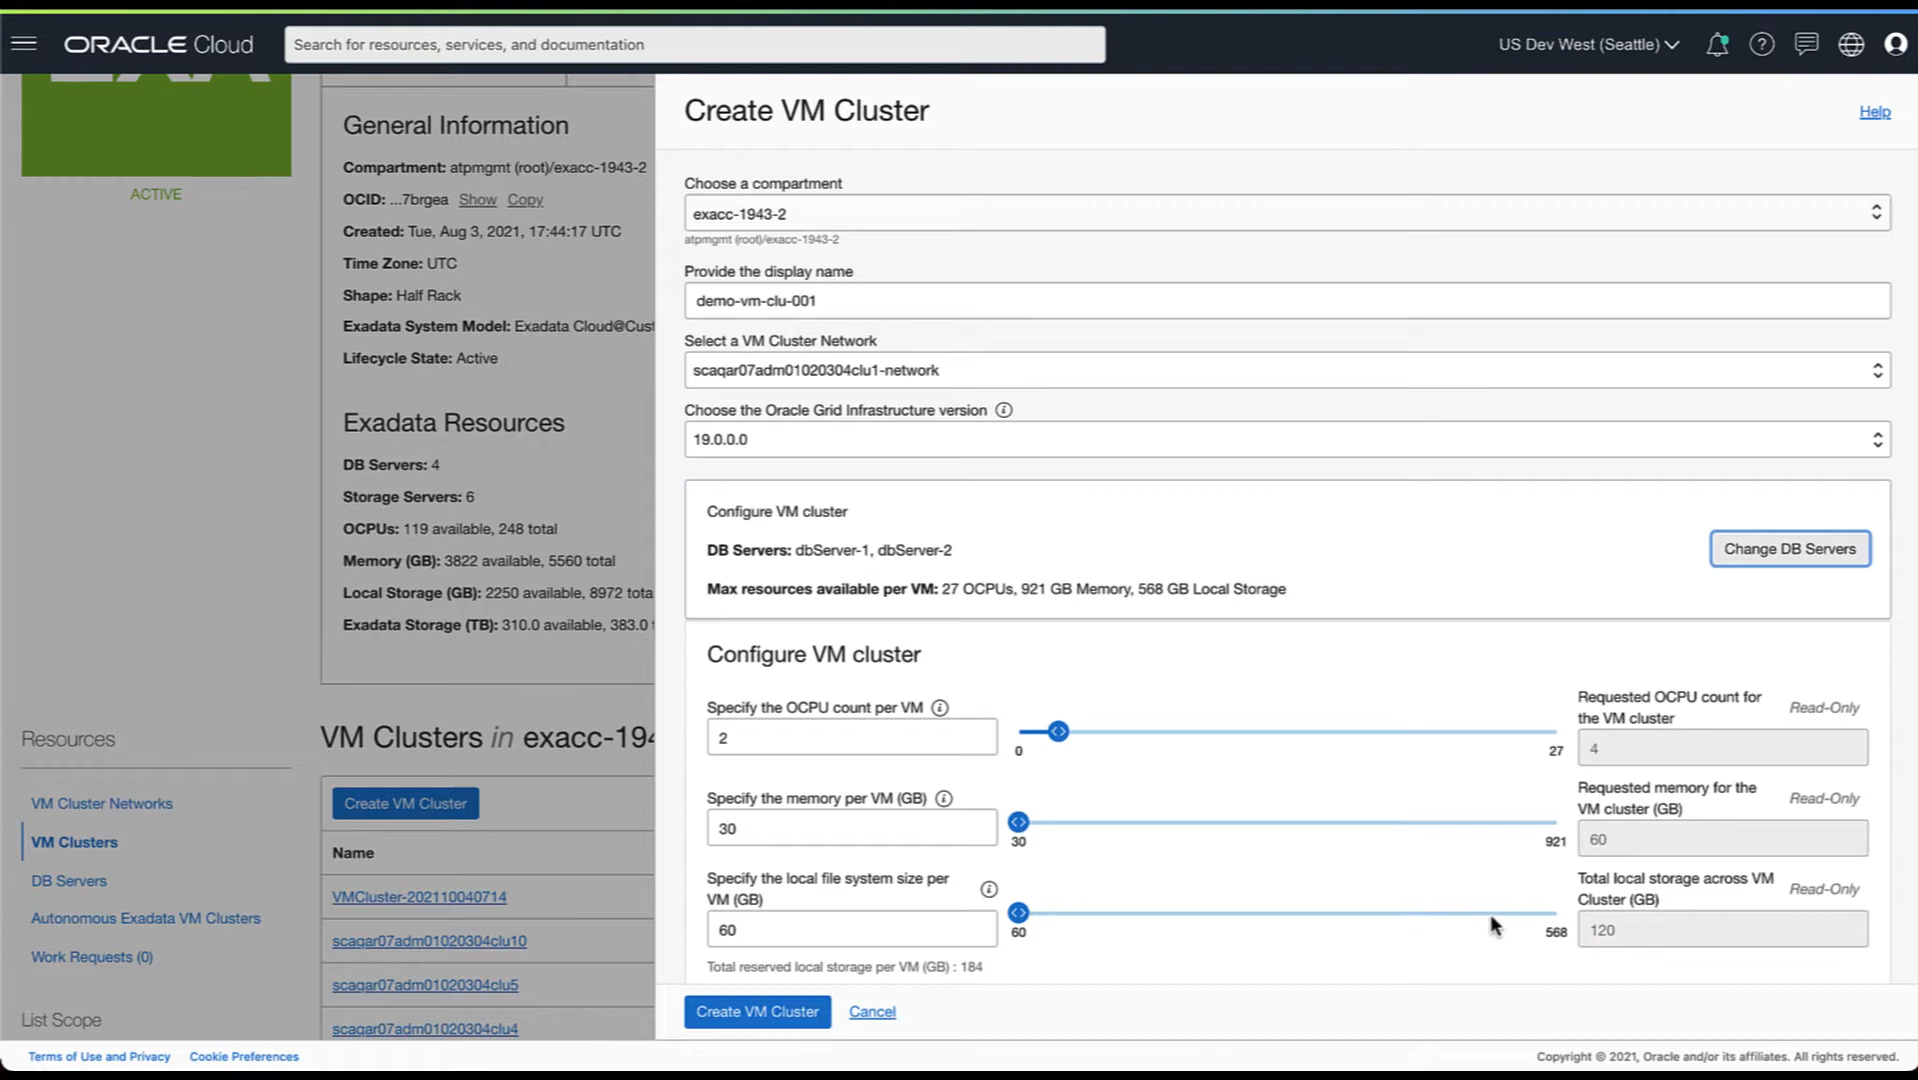 ORACLE Cloud
Search for resources, services, and documentation
US Dev West (Seattle)
ACTIVE
General Information
Compartment: atpmgmt (root)/exacc-1943-2
OCID: ...7brgea Show Copy
Created: Tue, Aug 3, 2021, 17:44:17 UTC
Time Zone: UTC
Shape: Half Rack
Exadata System Model: Exadata Cloud@Cust
Lifecycle State: Active
Exadata Resources
DB Servers: 4
Storage Servers: 6
OCPUs: 119 available, 248 total
Memory (GB): 3822 available, 5560 total
Local Storage (GB): 2250 available, 8972 tota
Exadata Storage (TB): 310.0 available, 383.0
Resources
VM Cluster Networks
VM Clusters
DB Servers
Autonomous Exadata VM Clusters
Work Requests (0)
List Scope
VM Clusters in exacc-194
Create VM Cluster
Name
VMCluster-202110040714
scaqar07adm01020304clu10
scaqar07adm01020304clu5
scaqar07adm01020304clu4
Create VM Cluster
Help
Choose a compartment
exacc-1943-2
atpmgmt (root)/exacc-1943-2
Provide the display name
demo-vm-clu-001
Select a VM Cluster Network
scaqar07adm01020304clu1-network
Choose the Oracle Grid Infrastructure version
19.0.0.0
Configure VM cluster
DB Servers: dbServer-1, dbServer-2
Change DB Servers
Max resources available per VM: 27 OCPUs, 921 GB Memory, 568 GB Local Storage
Configure VM cluster
Specify the OCPU count per VM
2
0
27
Requested OCPU count for
the VM cluster
Read-Only
4
Specify the memory per VM (GB)
30
30
921
Requested memory for the
VM cluster (GB)
Read-Only
60
Specify the local file system size per
VM (GB)
60
60
568
Total local storage across VM
Cluster (GB)
Read-Only
120
Total reserved local storage per VM (GB) : 184
Create VM Cluster
Cancel
Terms of Use and Privacy
Cookie Preferences
Copyright © 2021, Oracle and/or its affiliates. All rights reserved.